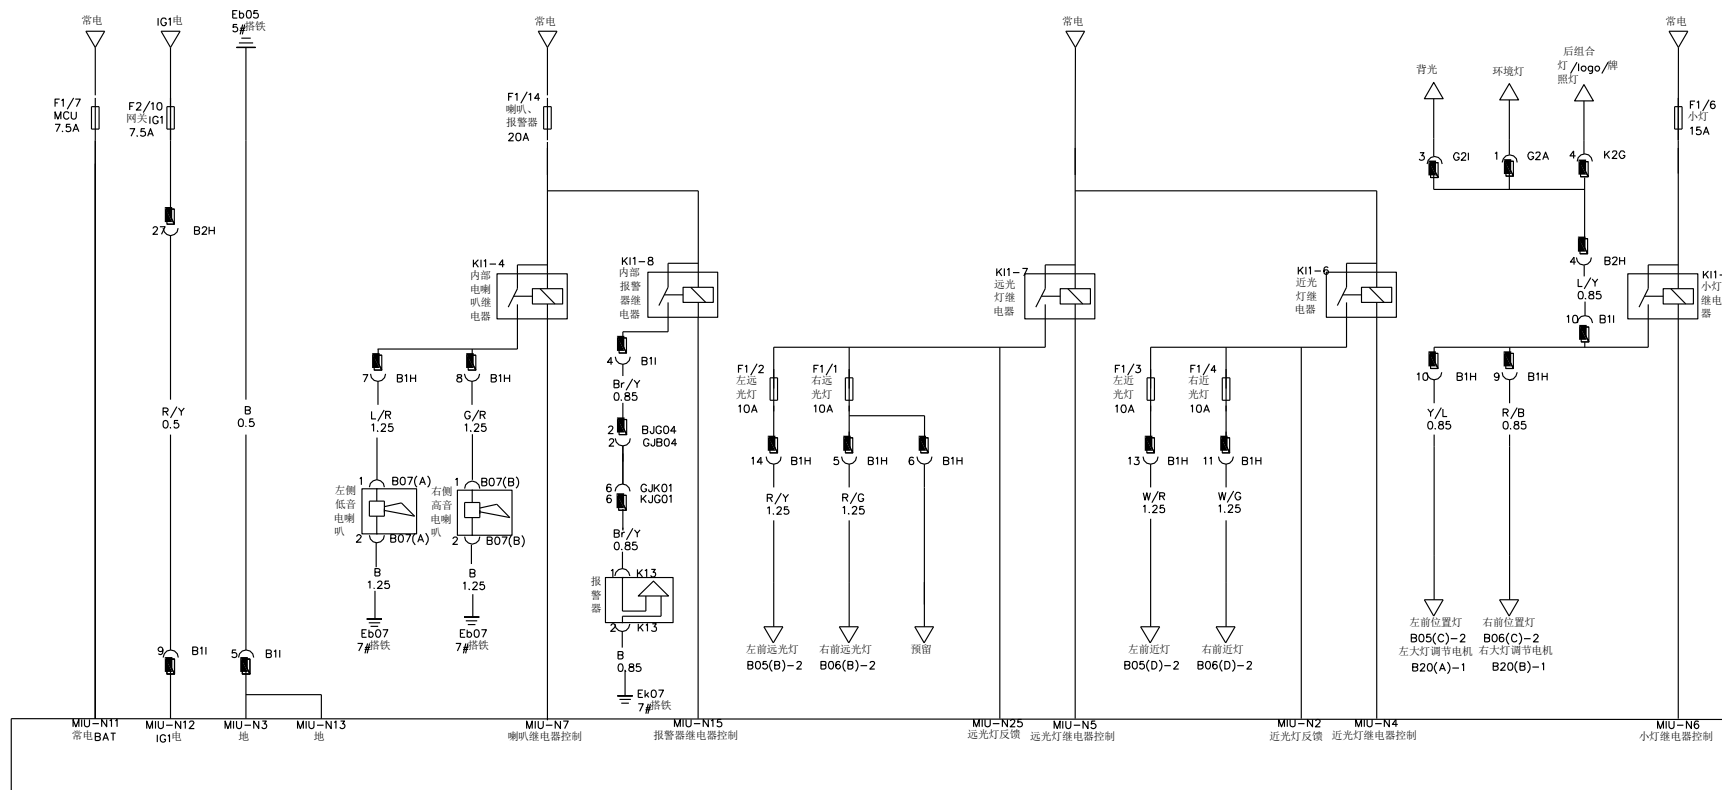 常电
IG1电
Eb05
5#搭铁
常电
常电
常电
后组合
灯/logo/牌
照灯
背光
环境灯
F1/7
MCU
7.5A
F2/10
网关IG1
7.5A
F1/14
喇叭、
报警器
20A
F1/6
小灯
15A
3
G2I
1
G2A
4
K2G
27
B2H
4
B2H
L/Y
0.85
10
B1I
KI1-4
内部
电喇
叭继
电器
KI1-8
内部
报警
器继
电器
KI1-7
远光
灯继
电器
KI1-6
近光
灯继
电器
KI1-
小灯
继电
器
7
B1H
8
B1H
4
B1I
F1/2
左远
光灯
10A
F1/1
右远
光灯
10A
F1/3
左近
光灯
10A
F1/4
右近
光灯
10A
10
B1H
9
B1H
R/Y
0.5
B
0.5
L/R
1.25
G/R
1.25
Br/Y
0.85
2
BJG04
2
GJB04
Y/L
0.85
R/B
0.85
14
B1H
5
B1H
6
B1H
13
B1H
11
B1H
1
B07(A)
左侧
低音
电喇
叭
2
B07(A)
1
B07(B)
右侧
高音
电喇
叭
2
B07(B)
6
GJK01
6
KJG01
R/Y
1.25
R/G
1.25
W/R
1.25
W/G
1.25
Br/Y
0.85
B
1.25
B
1.25
1
K13
报
警
器
2
K13
Eb07
7#搭铁
Eb07
7#搭铁
B
0.85
Ek07
7#搭铁
左前远光灯
B05(B)-2
右前远光灯
B06(B)-2
预留
左前近灯
B05(D)-2
右前近灯
B06(D)-2
左前位置灯
B05(C)-2
左大灯调节电机
B20(A)-1
右前位置灯
B06(C)-2
右大灯调节电机
B20(B)-1
9
B1I
5
B1I
MIU-N11
常电BAT
MIU-N12
IG1电
MIU-N3
地
MIU-N13
地
MIU-N7
喇叭继电器控制
MIU-N15
报警器继电器控制
MIU-N25
远光灯反馈
MIU-N5
远光灯继电器控制
MIU-N2
近光灯反馈
MIU-N4
近光灯继电器控制
MIU-N6
小灯继电器控制